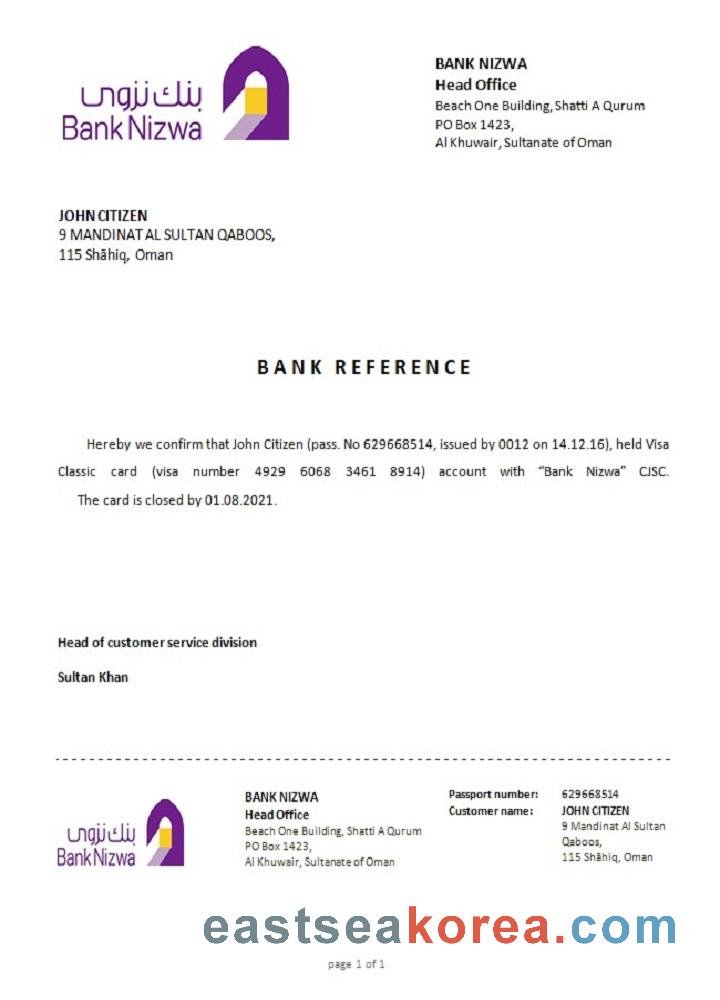 بنك نزوى
Bank Nizwa
BANK NIZWA
Head Office
Beach One Building, Shatti A Qurum
PO Box 1423,
Al Khuwair, Sultanate of Oman
JOHN CITIZEN
9 MANDINAT AL SULTAN QABOOS,
115 Shāhiq, Oman
BANK REFERENCE
Hereby we confirm that John Citizen (pass. No 629668514, issued by 0012 on 14.12.16), held Visa
Classic card (visa number 4929 6068 3461 8914) account with "Bank Nizwa" CJSC.
The card is closed by 01.08.2021.
Head of customer service division
Sultan Khan
بنك نزوى
Bank Nizwa
BANK NIZWA
Head Office
Beach One Building, Shatti A Qurum
PO Box 1423,
Al Khuwair, Sultanate of Oman
Passport number: 629668514
Customer name: JOHN CITIZEN
9 Mandinat Al Sultan
Qaboos,
115 Shāhiq, Oman
eastseakorea.com
page 1 of 1